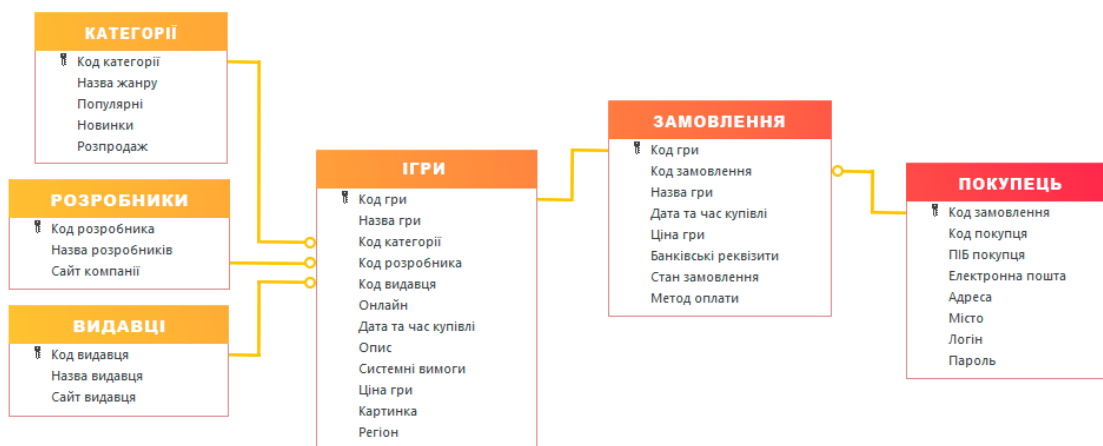 КАТЕГОРІЇ
Код категорії
Назва жанру
Популярні
Новинки
Розпродаж
РОЗРОБНИКИ
Код розробника
Назва розробників
Сайт компанії
ВИДАВЦІ
Код видавця
Назва видавця
Сайт видавця
ІГРИ
Код гри
Назва гри
Код категорії
Код розробника
Код видавця
Онлайн
Дата та час купівлі
Опис
Системні вимоги
Ціна гри
Картинка
Регіон
ЗАМОВЛЕННЯ
Код гри
Код замовлення
Назва гри
Дата та час купівлі
Ціна гри
Банківські реквізити
Стан замовлення
Метод оплати
ПОКУПЕЦЬ
Код замовлення
Код покупця
ПІБ покупця
Електронна пошта
Адреса
Місто
Логін
Пароль